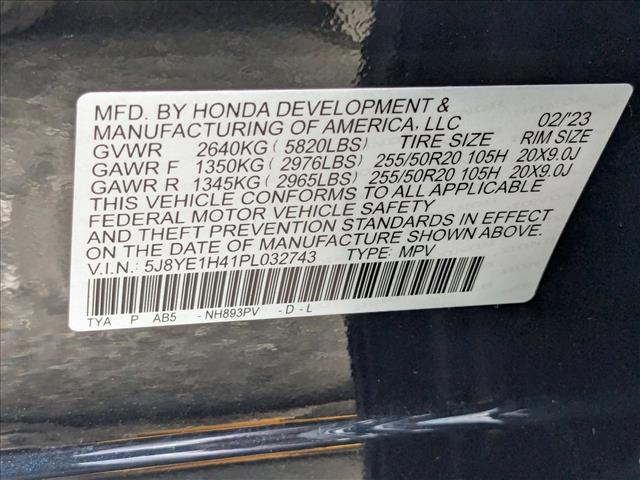 MFD. BY HONDA DEVELOPMENT &
MANUFACTURING OF AMERICA, LLC 02/'23
GVWR 2640KG ( 5820LBS) TIRE SIZE RIM SIZE
GAWR F 1350KG ( 2976LBS) 255/50R20 105H 20X9.0J
GAWR R 1345KG ( 2965LBS) 255/50R20 105H 20X9.0J
THIS VEHICLE CONFORMS TO ALL APPLICABLE
FEDERAL MOTOR VEHICLE SAFETY
AND THEFT PREVENTION STANDARDS IN EFFECT
ON THE DATE OF MANUFACTURE SHOWN ABOVE.
V.I.N.: 5J8YE1H41PL032743 TYPE: MPV
TYA P AB5 - NH893PV - D - L